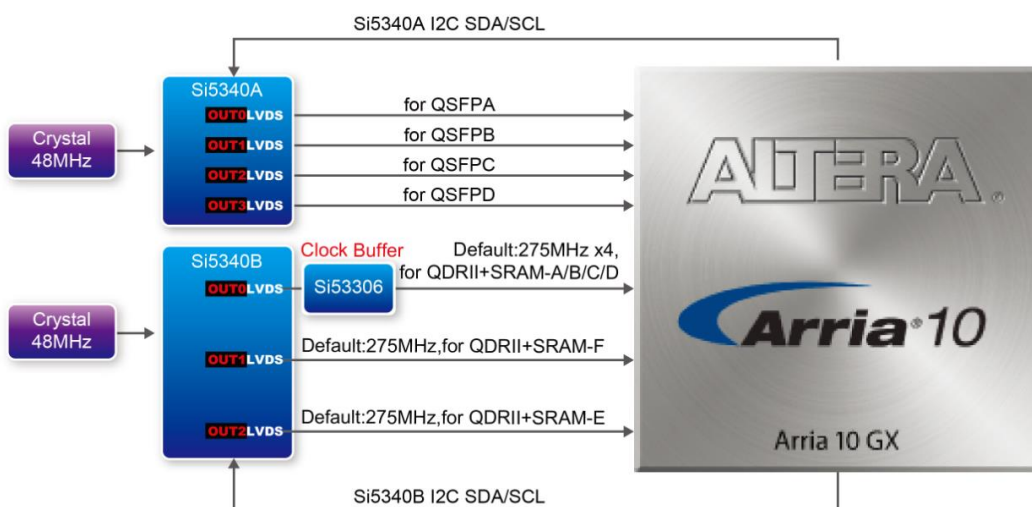 Si5340A I2C SDA/SCL
Si5340A
Crystal
48MHz
OUT0LVDS
for QSFPA
OUT1LVDS
for QSFPB
OUT2LVDS
for QSFPC
OUT3LVDS
for QSFPD
ALTERA®
Si5340B
Crystal
48MHz
OUT0LVDS
Clock Buffer
Si53306
Default:275MHz x4,
for QDRII+SRAM-A/B/C/D
OUT1LVDS
Default:275MHz,for QDRII+SRAM-F
OUT2LVDS
Default:275MHz,for QDRII+SRAM-E
Arria® 10
Arria 10 GX
Si5340B I2C SDA/SCL